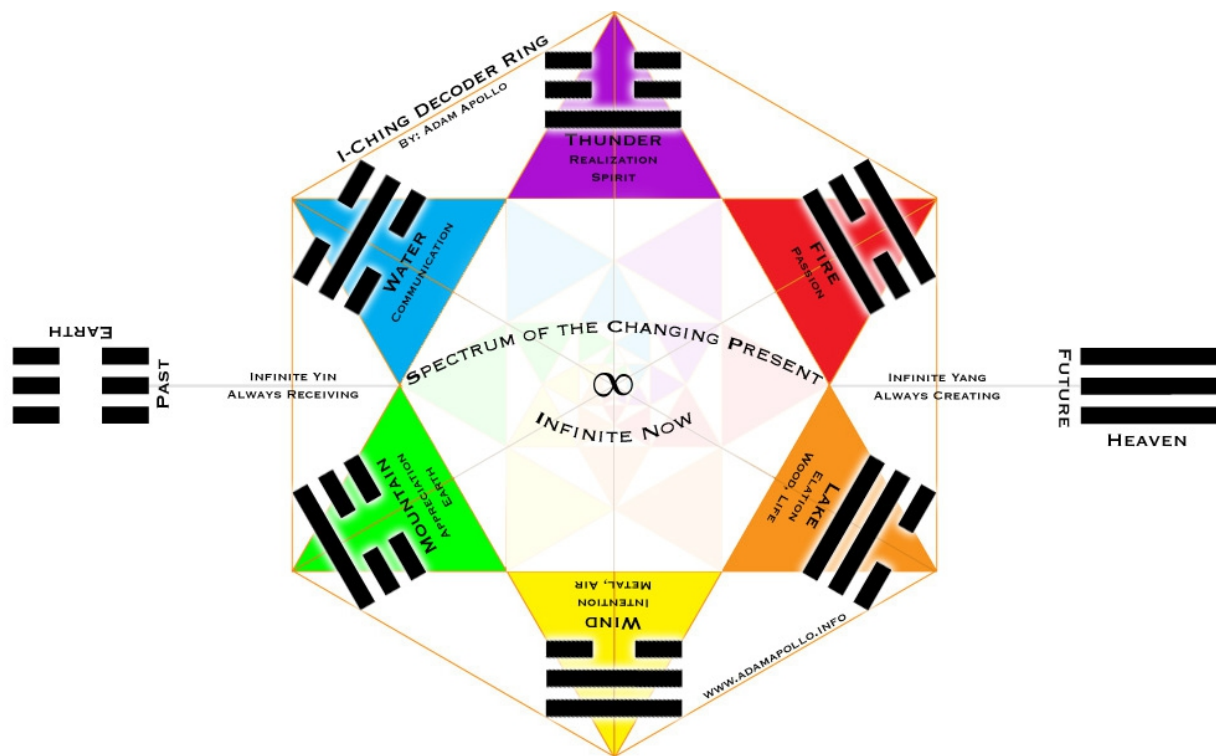 I-Ching Decoder Ring
By: Adam Apollo
Thunder
Realization
Spirit
Water
Communication
Fire
Passion
Earth
Past
Infinite Yin
Always Receiving
Spectrum of the Changing Present
∞
Infinite Now
Infinite Yang
Always Creating
Future
Heaven
Mountain
Appreciation
Earth
Lake
Elation
Wood, Life
Wind
Intention
Metal, Air
www.adamapollo.info